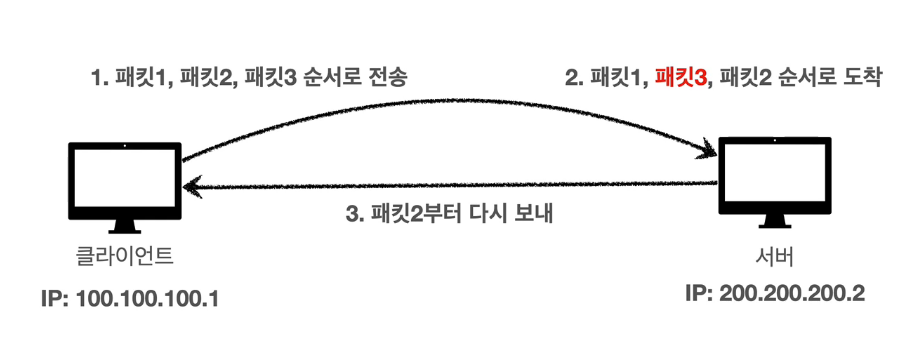 1. 패킷1, 패킷2, 패킷3 순서로 전송
2. 패킷1, 패킷3, 패킷2 순서로 도착
3. 패킷2부터 다시 보내
클라이언트
서버
IP: 100.100.100.1
IP: 200.200.200.2